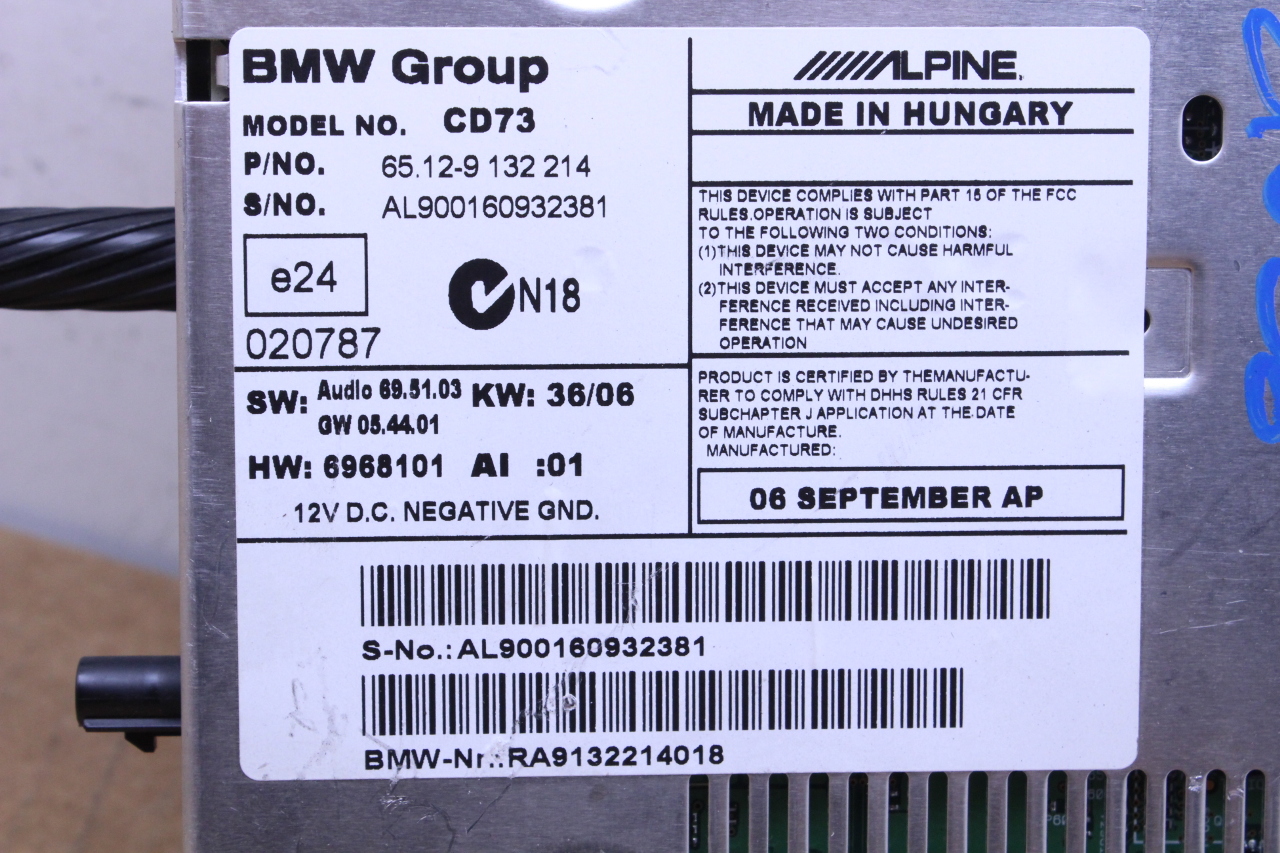 BMW Group
MODEL NO. CD73
P/NO. 65.12-9 132 214
S/NO. AL900160932381
e24
N18
020787
SW: Audio 69.51.03 KW: 36/06
GW 05.44.01
HW: 6968101 AI :01
12V D.C. NEGATIVE GND.
ALPINE.
MADE IN HUNGARY
THIS DEVICE COMPLIES WITH PART 15 OF THE FCC
RULES.OPERATION IS SUBJECT
TO THE FOLLOWING TWO CONDITIONS:
(1)THIS DEVICE MAY NOT CAUSE HARMFUL
INTERFERENCE.
(2)THIS DEVICE MUST ACCEPT ANY INTER-
FERENCE RECEIVED INCLUDING INTER-
FERENCE THAT MAY CAUSE UNDESIRED
OPERATION
PRODUCT IS CERTIFIED BY THEMANUFACTU-
RER TO COMPLY WITH DHHS RULES 21 CFR
SUBCHAPTER J APPLICATION AT THE.DATE
OF MANUFACTURE.
MANUFACTURED:
06 SEPTEMBER AP
S-No.: AL900160932381
BMW-Nr.:RA9132214018